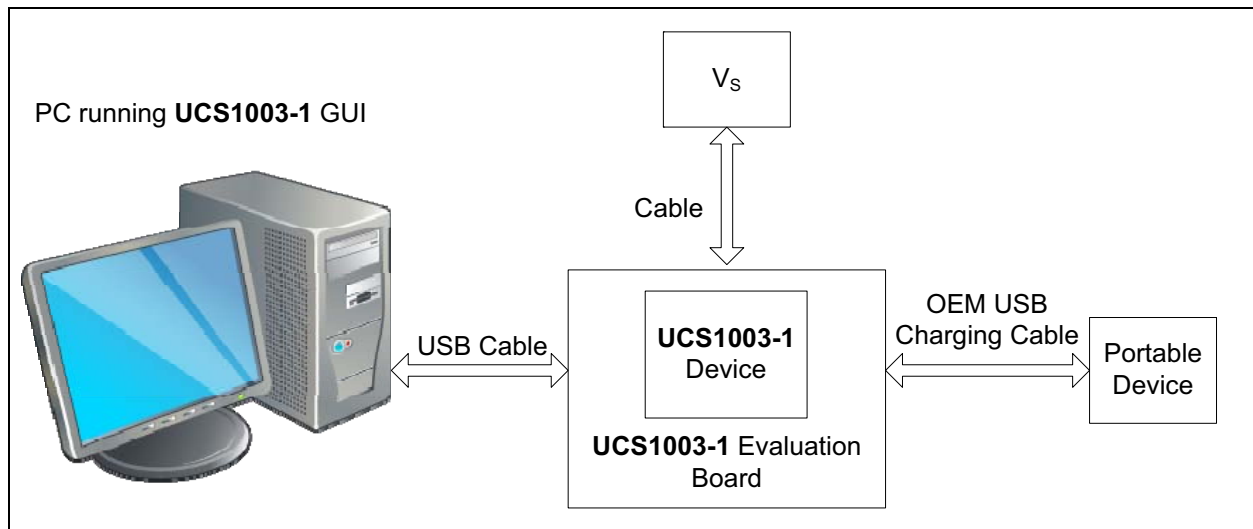 V_S
PC running UCS1003-1 GUI
Cable
USB Cable
UCS1003-1
Device
UCS1003-1 Evaluation
Board
OEM USB
Charging Cable
Portable
Device